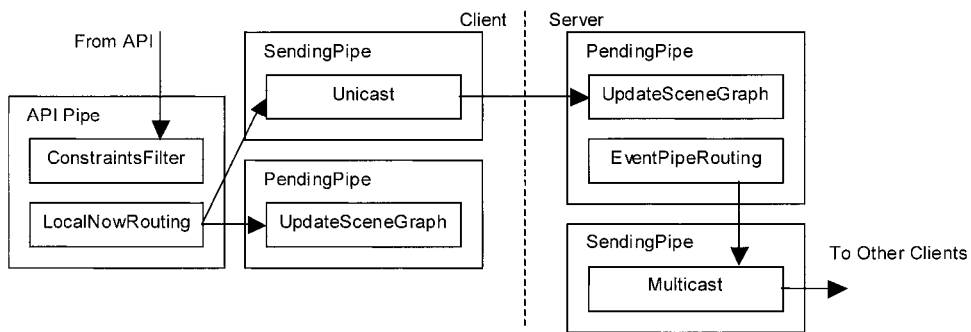 Client
Server
From API
API Pipe
ConstraintsFilter
LocalNowRouting
SendingPipe
Unicast
PendingPipe
UpdateSceneGraph
PendingPipe
UpdateSceneGraph
EventPipeRouting
SendingPipe
Multicast
To Other Clients